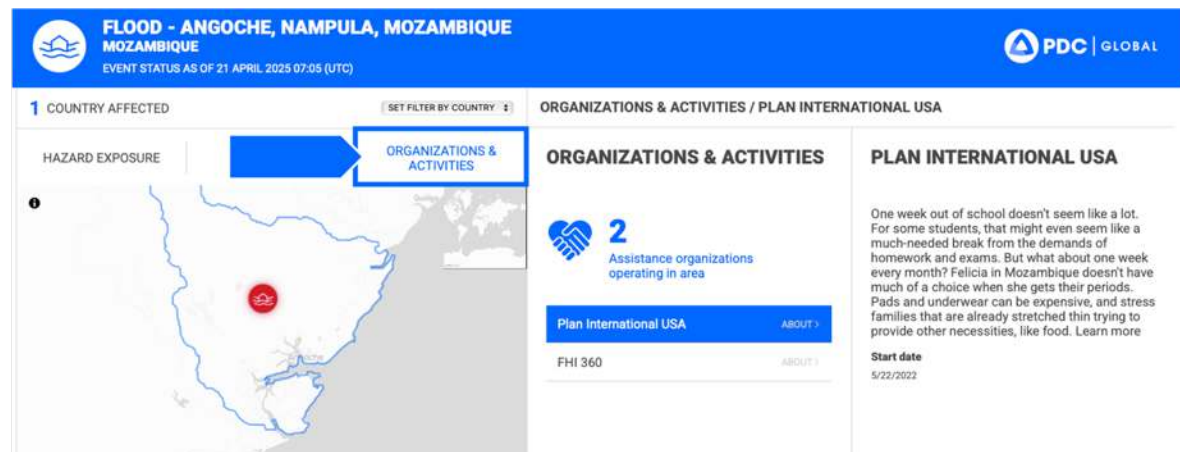 FLOOD - ANGOCHE, NAMPULA, MOZAMBIQUE
MOZAMBIQUE
EVENT STATUS AS OF 21 APRIL 2025 07:05 (UTC)
PDC GLOBAL
1 COUNTRY AFFECTED
SET FILTER BY COUNTRY
ORGANIZATIONS & ACTIVITIES / PLAN INTERNATIONAL USA
HAZARD EXPOSURE
ORGANIZATIONS &
ACTIVITIES
ORGANIZATIONS & ACTIVITIES
2
Assistance organizations
operating in area
Plan International USA ABOUT >
FHI 360 ABOUT >
PLAN INTERNATIONAL USA
One week out of school doesn't seem like a lot.
For some students, that might even seem like a
much-needed break from the demands of
homework and exams. But what about one week
every month? Felicia in Mozambique doesn't have
much of a choice when she gets their periods.
Pads and underwear can be expensive, and stress
families that are already stretched thin trying to
provide other necessities, like food. Learn more
Start date
5/22/2022